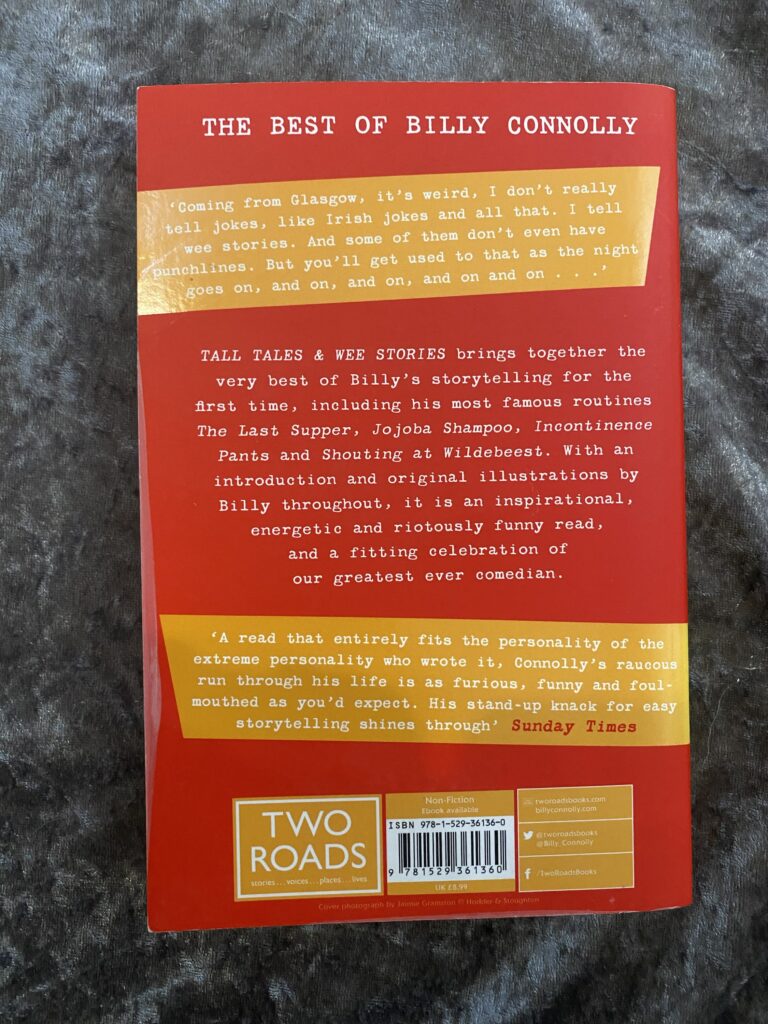 THE BEST OF BILLY CONNOLLY
‘Coming from Glasgow, it’s weird, I don’t really
tell jokes, like Irish jokes and all that. I tell
wee stories. And some of them don’t even have
punchlines. But you’ll get used to that as the night
goes on, and on, and on, and on and on . . .’
TALL TALES & WEE STORIES brings together the
very best of Billy’s storytelling for the
first time, including his most famous routines
The Last Supper, Jojoba Shampoo, Incontinence
Pants and Shouting at Wildebeest. With an
introduction and original illustrations by
Billy throughout, it is an inspirational,
energetic and riotously funny read,
and a fitting celebration of
our greatest ever comedian.
‘A read that entirely fits the personality of the
extreme personality who wrote it, Connolly’s raucous
run through his life is as furious, funny and foul-
mouthed as you’d expect. His stand-up knack for easy
storytelling shines through’ Sunday Times
TWO
ROADS
stories...voices...places...lives
Non-Fiction
Ebook available
ISBN 978-1-529-36136-0
9 781529 361360
UK £8.99
tworoadsbooks.com
billyconnolly.com
@tworoadsbooks
@Billy_Connolly
/TwoRoadsBooks
Cover photograph by Jaimie Gramston © Hodder & Stoughton